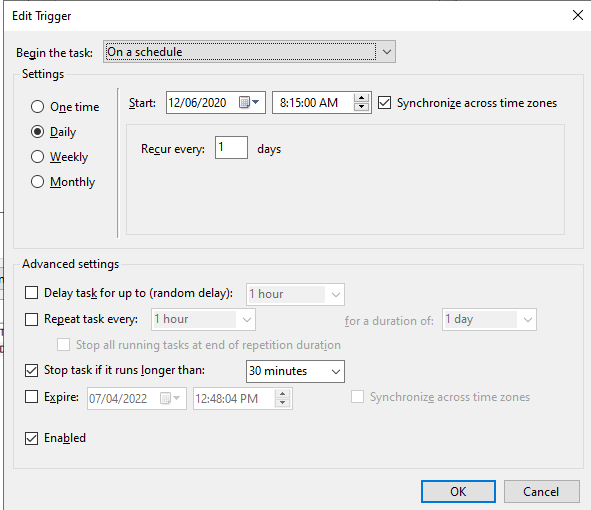 Edit Trigger
Begin the task: On a schedule
Settings
One time
Daily
Weekly
Monthly
Start: 12/06/2020 8:15:00 AM Synchronize across time zones
Recur every: 1 days
Advanced settings
Delay task for up to (random delay): 1 hour
Repeat task every: 1 hour for a duration of: 1 day
Stop all running tasks at end of repetition duration
Stop task if it runs longer than: 30 minutes
Expire: 07/04/2022 12:48:04 PM Synchronize across time zones
Enabled
OK Cancel